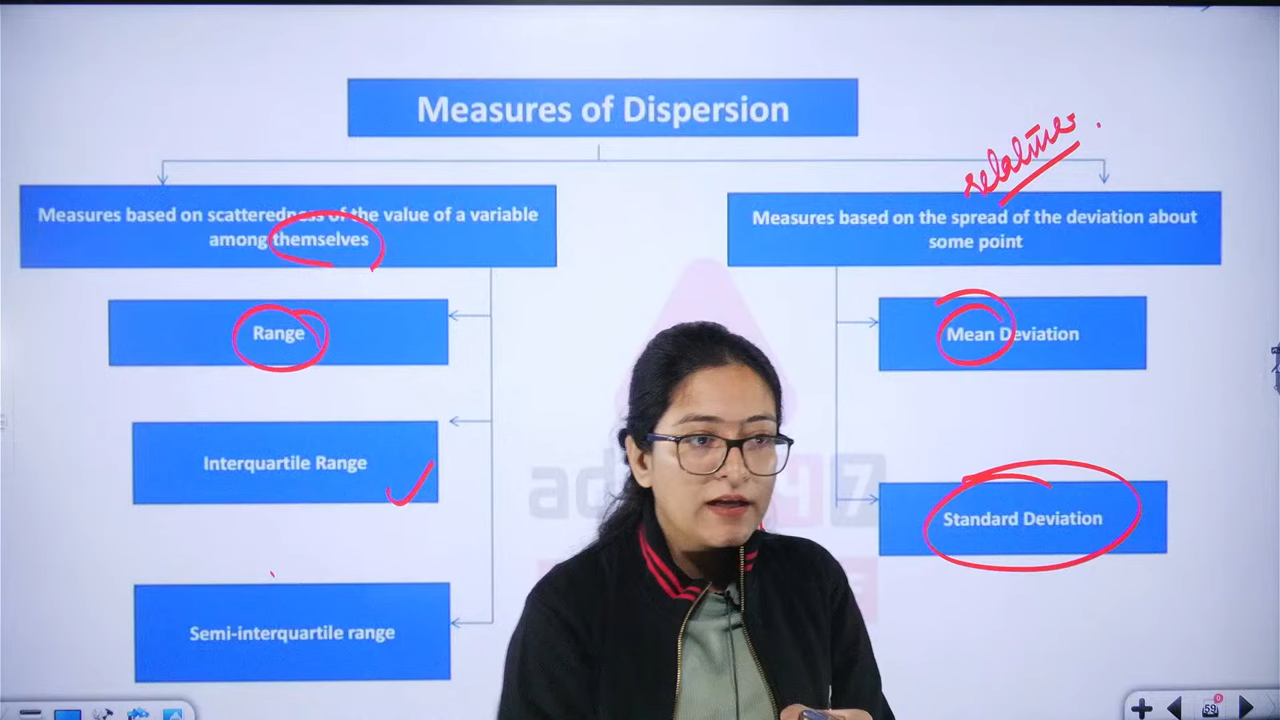 Measures of Dispersion
relative
Measures based on scatteredness of the value of a variable
among themselves
Measures based on the spread of the deviation about
some point
Range
Mean Deviation
Interquartile Range
Standard Deviation
Semi-interquartile range
59